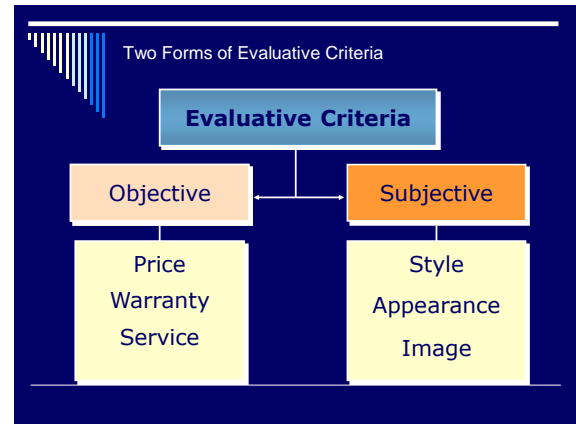 Two Forms of Evaluative Criteria
Evaluative Criteria
Objective
Subjective
Price
Warranty
Service
Style
Appearance
Image